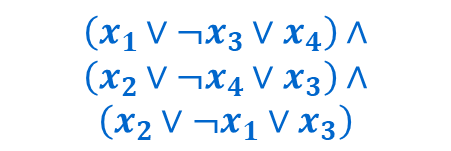 (x₁ ∨ ¬x₃ ∨ x₄) ∧
(x₂ ∨ ¬x₄ ∨ x₃) ∧
(x₂ ∨ ¬x₁ ∨ x₃)